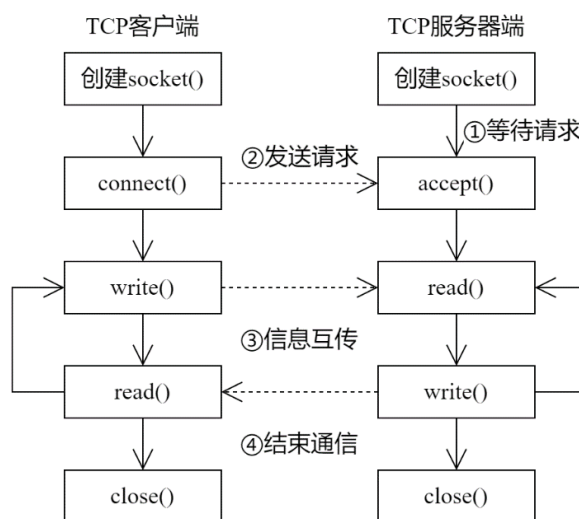 TCP客户端
TCP服务器端
创建socket()
创建socket()
①等待请求
②发送请求
connect()
accept()
write()
read()
③信息互传
read()
write()
④结束通信
close()
close()